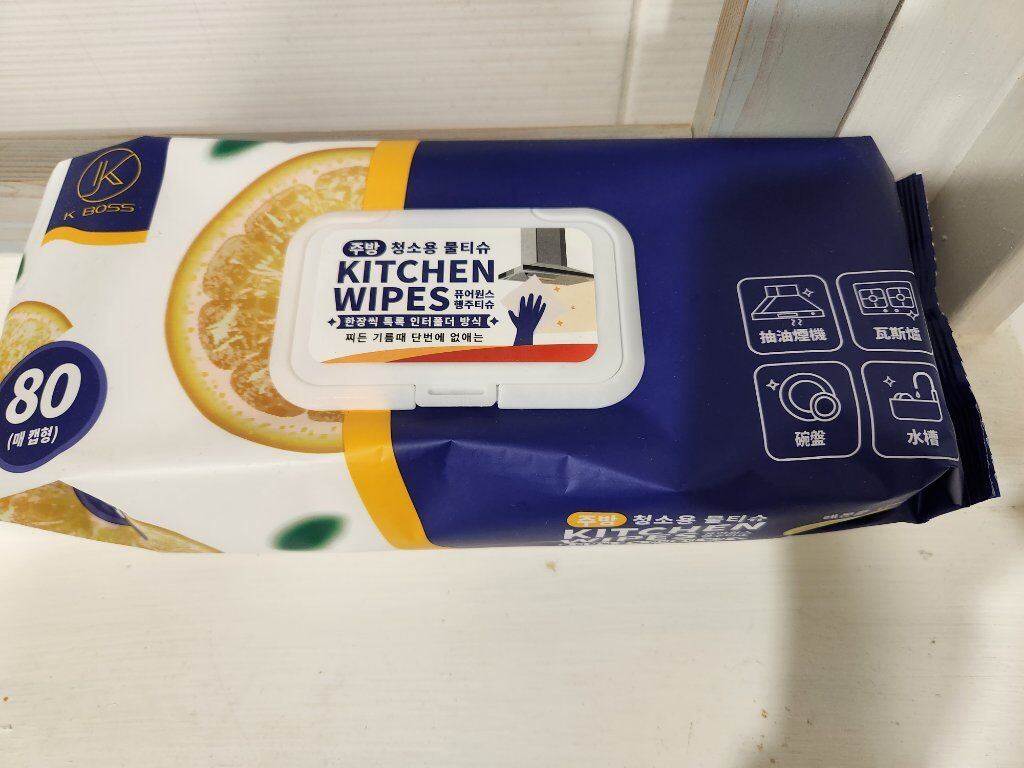 K BOSS
주방 청소용 물티슈
KITCHEN
WIPES 퓨어원스
행주티슈
한장씩 톡톡 인터폴더 방식
찌든 기름때 단번에 없애는
80
(매 캡형)
抽油煙機
瓦斯爐
碗盤
水槽
주방 청소용 물티슈
KITCHEN
WIPES